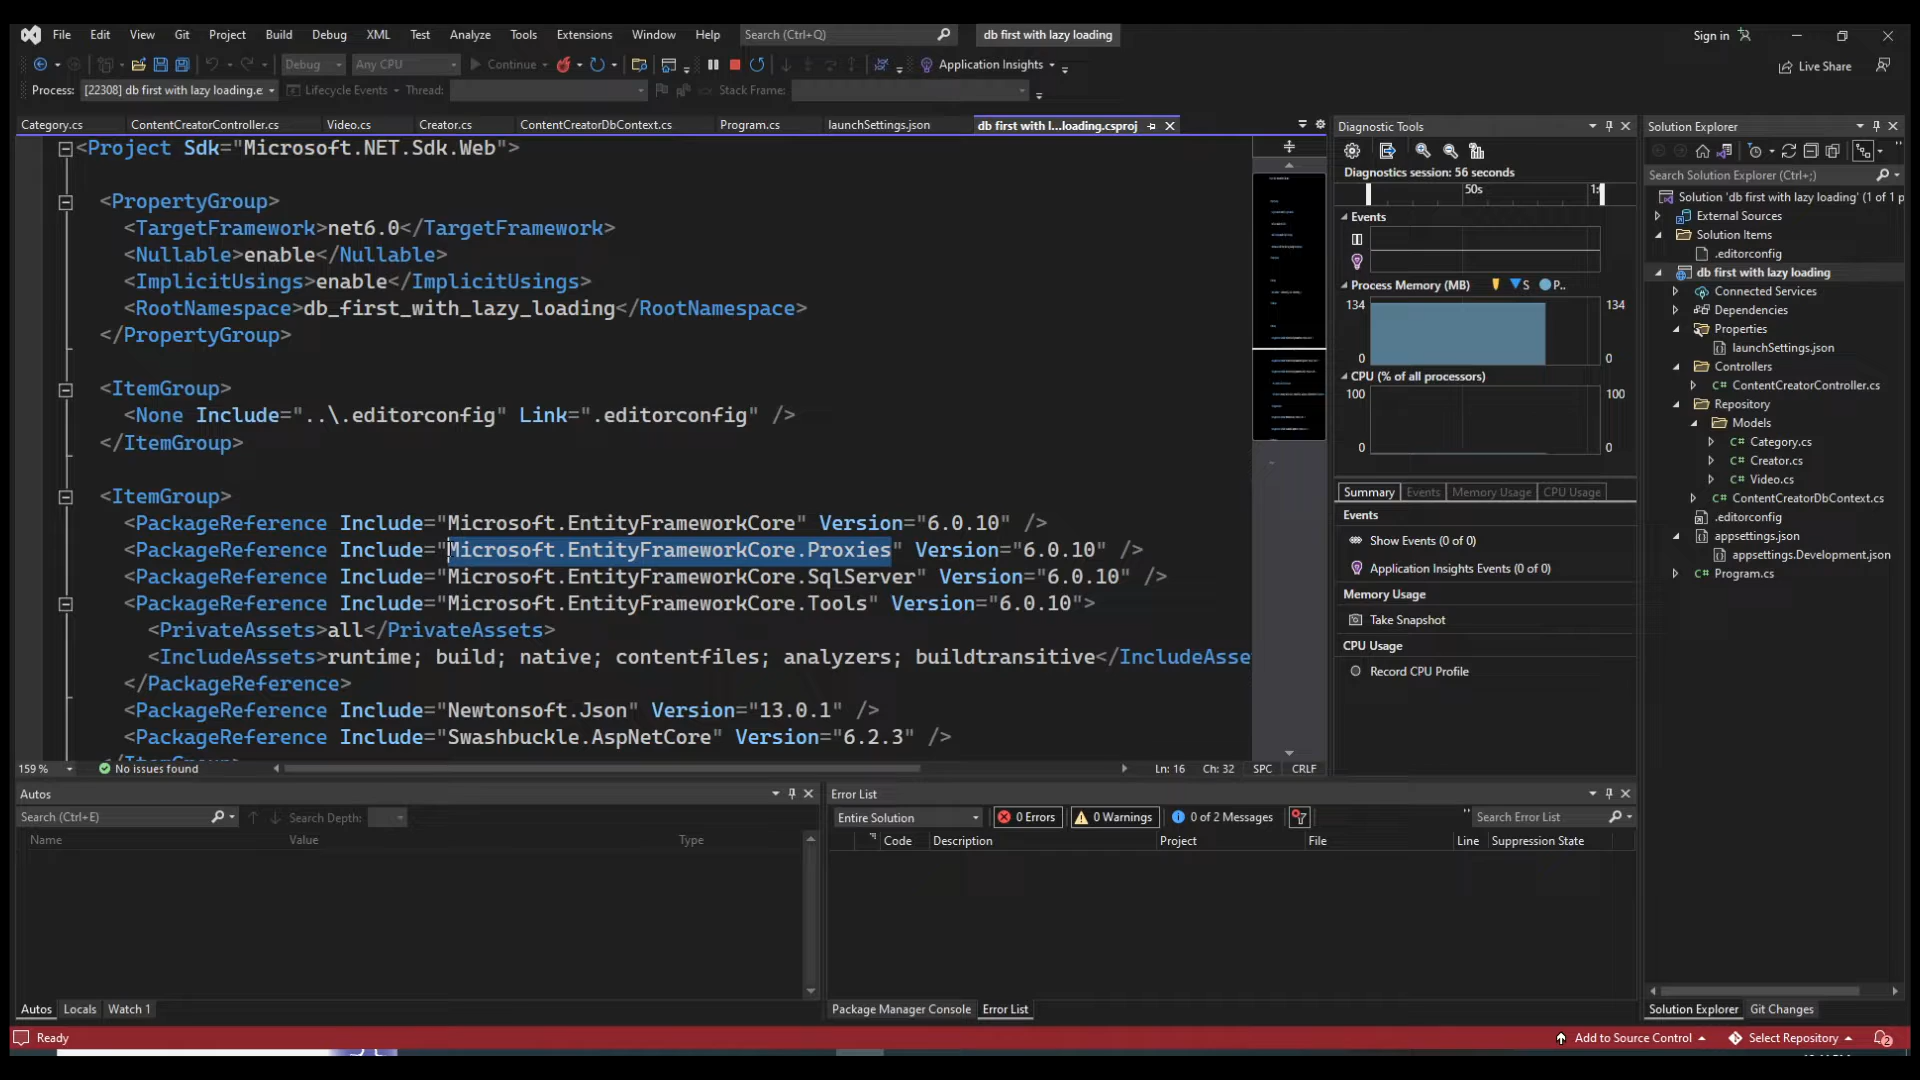 File Edit View Git Project Build Debug XML Test Analyze Tools Extensions Window Help Search (Ctrl+Q) db first with lazy loading Sign in
Debug Any CPU Continue Application Insights Live Share
Process: [22308] db first with lazy loading.e Lifecycle Events Thread: Stack Frame:
Category.cs ContentCreatorController.cs Video.cs Creator.cs ContentCreatorDbContext.cs Program.cs launchSettings.json db first with l...loading.csproj
<Project Sdk="Microsoft.NET.Sdk.Web">
<PropertyGroup>
<TargetFramework>net6.0</TargetFramework>
<Nullable>enable</Nullable>
<ImplicitUsings>enable</ImplicitUsings>
<RootNamespace>db_first_with_lazy_loading</RootNamespace>
</PropertyGroup>
<ItemGroup>
<None Include="..\.editorconfig" Link=".editorconfig" />
</ItemGroup>
<ItemGroup>
<PackageReference Include="Microsoft.EntityFrameworkCore" Version="6.0.10" />
<PackageReference Include="Microsoft.EntityFrameworkCore.Proxies" Version="6.0.10" />
<PackageReference Include="Microsoft.EntityFrameworkCore.SqlServer" Version="6.0.10" />
<PackageReference Include="Microsoft.EntityFrameworkCore.Tools" Version="6.0.10">
<PrivateAssets>all</PrivateAssets>
<IncludeAssets>runtime; build; native; contentfiles; analyzers; buildtransitive</IncludeAsse
</PackageReference>
<PackageReference Include="Newtonsoft.Json" Version="13.0.1" />
<PackageReference Include="Swashbuckle.AspNetCore" Version="6.2.3" />
159 % No issues found Ln: 16 Ch: 32 SPC CRLF
Diagnostic Tools
Diagnostics session: 56 seconds
50s
Events
Process Memory (MB) S P..
134 134
0 0
CPU (% of all processors)
100 100
0 0
Summary Events Memory Usage CPU Usage
Events
Show Events (0 of 0)
Application Insights Events (0 of 0)
Memory Usage
Take Snapshot
CPU Usage
Record CPU Profile
Solution Explorer
Search Solution Explorer (Ctrl+;)
Solution 'db first with lazy loading' (1 of 1 p
External Sources
Solution Items
.editorconfig
db first with lazy loading
Connected Services
Dependencies
Properties
launchSettings.json
Controllers
C# ContentCreatorController.cs
Repository
Models
C# Category.cs
C# Creator.cs
C# Video.cs
C# ContentCreatorDbContext.cs
.editorconfig
appsettings.json
appsettings.Development.json
C# Program.cs
Solution Explorer Git Changes
Autos
Search (Ctrl+E) Search Depth:
Name Value Type
Autos Locals Watch 1
Error List
Entire Solution 0 Errors 0 Warnings 0 of 2 Messages Search Error List
Code Description Project File Line Suppression State
Package Manager Console Error List
Ready Add to Source Control Select Repository 2